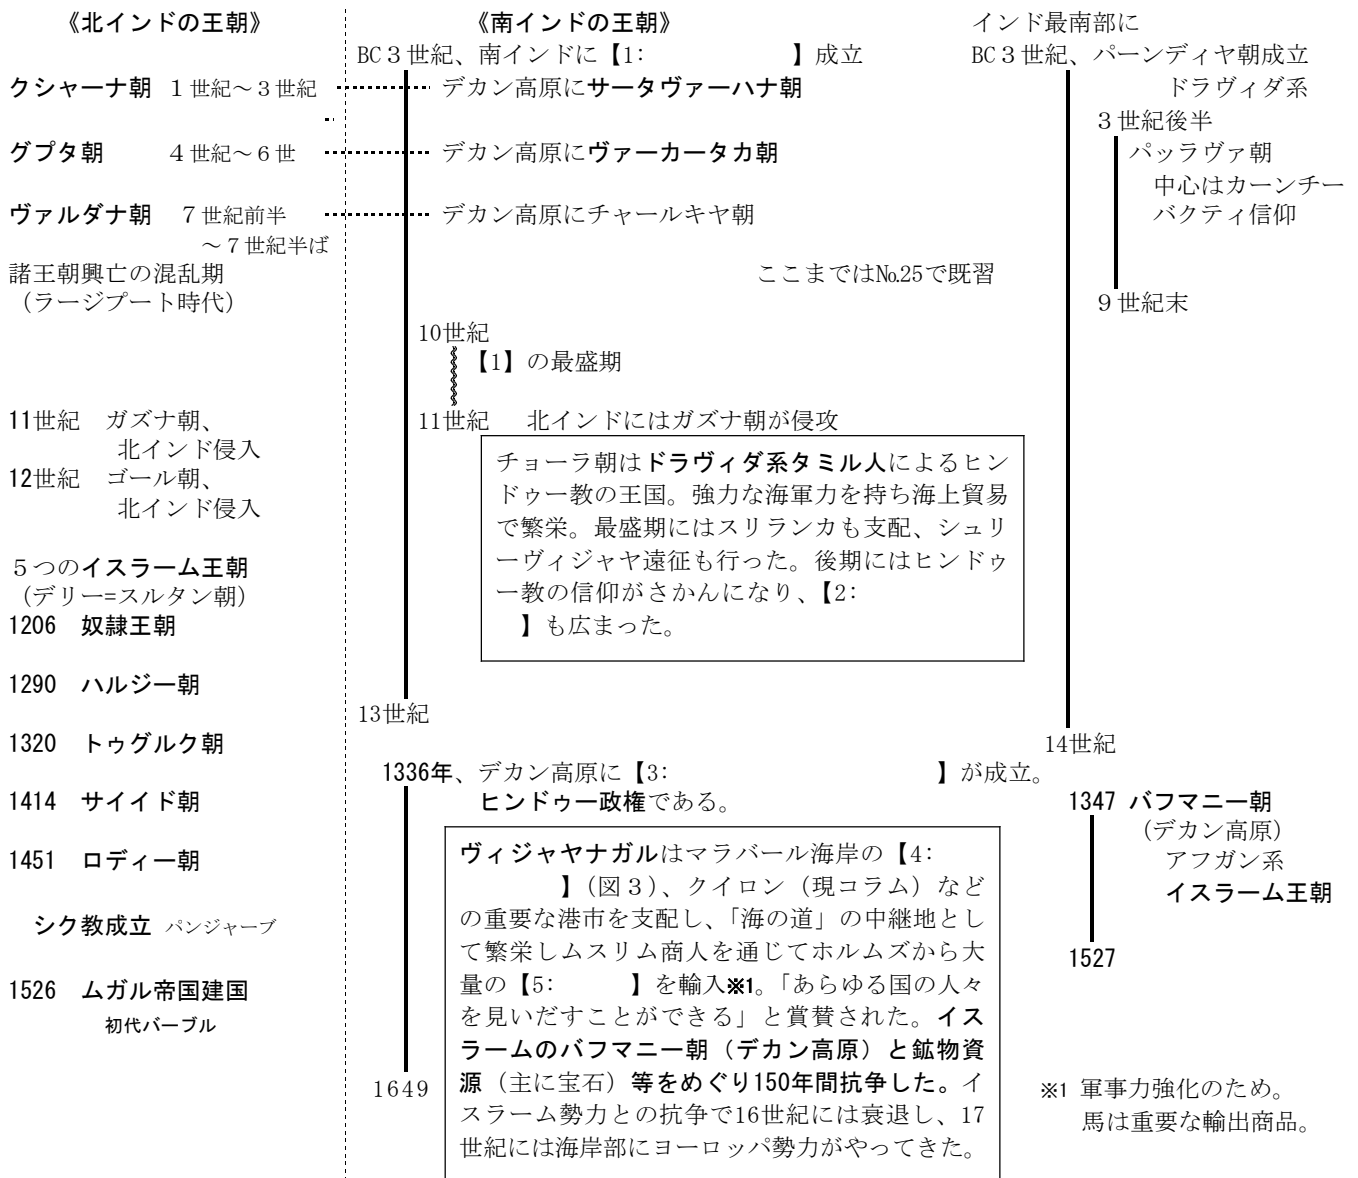 《北インドの王朝》
クシャーナ朝 １世紀～３世紀
グプタ朝 ４世紀～６世
ヴァルダナ朝 ７世紀前半
～７世紀半ば
諸王朝興亡の混乱期
（ラージプート時代）
11世紀 ガズナ朝、
北インド侵入
12世紀 ゴール朝、
北インド侵入
５つのイスラーム王朝
（デリー=スルタン朝）
1206 奴隷王朝
1290 ハルジー朝
1320 トゥグルク朝
1414 サイイド朝
1451 ロディー朝
シク教成立 パンジャーブ
1526 ムガル帝国建国
初代バーブル
《南インドの王朝》
BC３世紀、南インドに【1: 】成立
デカン高原にサータヴァーハナ朝
デカン高原にヴァーカータカ朝
デカン高原にチャールキヤ朝
ここまでは№25で既習
10世紀
【1】の最盛期
11世紀 北インドにはガズナ朝が侵攻
チョーラ朝はドラヴィダ系タミル人によるヒン
ドゥー教の王国。強力な海軍力を持ち海上貿易
で繁栄。最盛期にはスリランカも支配、シュリ
ーヴィジャヤ遠征も行った。後期にはヒンドゥ
ー教の信仰がさかんになり、【2:
】も広まった。
13世紀
1336年、デカン高原に【3: 】が成立。
ヒンドゥー政権である。
ヴィジャヤナガルはマラバール海岸の【4:
】（図３）、クイロン（現コラム）など
の重要な港市を支配し、「海の道」の中継地とし
て繁栄しムスリム商人を通じてホルムズから大
量の【5: 】を輸入※1。「あらゆる国の人々
を見いだすことができる」と賞賛された。イス
ラームのバフマニー朝（デカン高原）と鉱物資
源（主に宝石）等をめぐり150年間抗争した。イ
スラーム勢力との抗争で16世紀には衰退し、17
世紀には海岸部にヨーロッパ勢力がやってきた。
1649
インド最南部に
BC３世紀、パーンディヤ朝成立
ドラヴィダ系
３世紀後半
パッラヴァ朝
中心はカーンチー
バクティ信仰
９世紀末
14世紀
1347 バフマニー朝
（デカン高原）
アフガン系
イスラーム王朝
1527
※1 軍事力強化のため。
馬は重要な輸出商品。